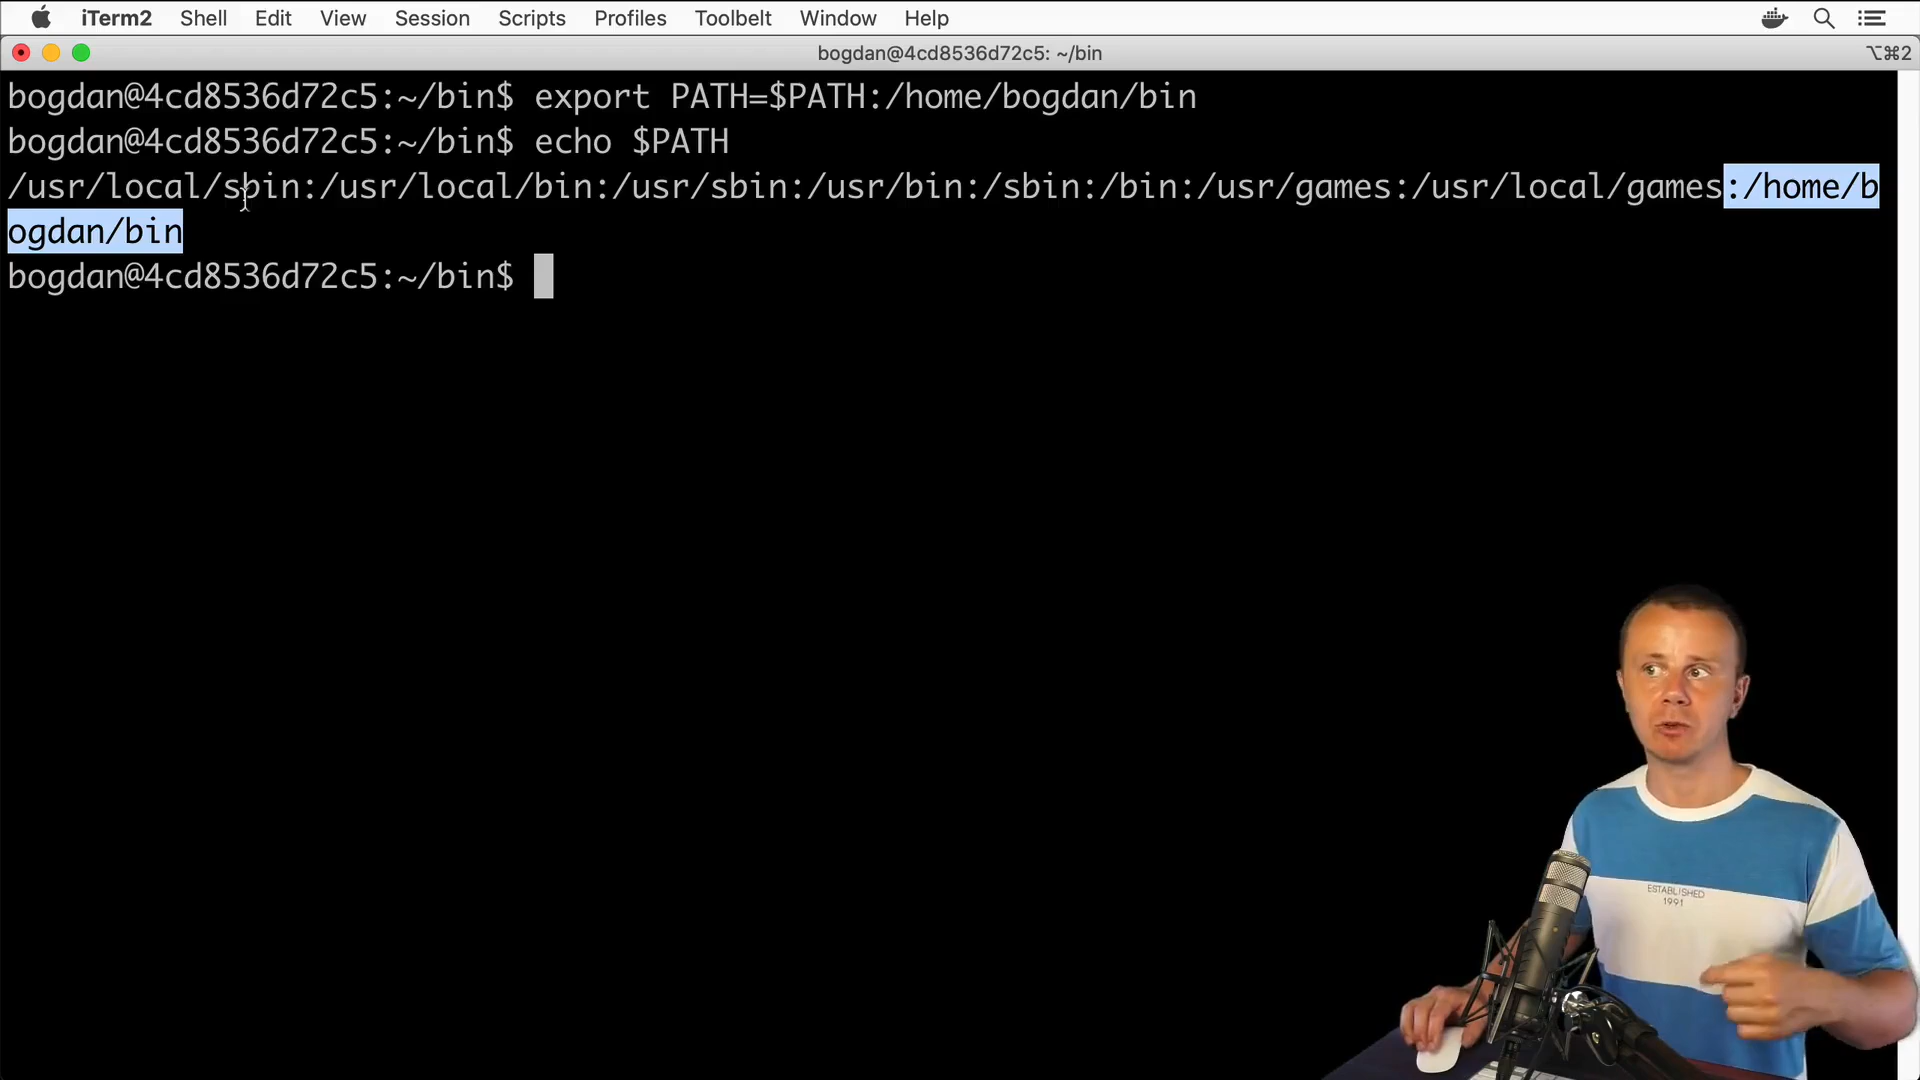 iTerm2 Shell Edit View Session Scripts Profiles Toolbelt Window Help
bogdan@4cd8536d72c5: ~/bin ⌥⌘2
bogdan@4cd8536d72c5:~/bin$ export PATH=$PATH:/home/bogdan/bin
bogdan@4cd8536d72c5:~/bin$ echo $PATH
/usr/local/sbin:/usr/local/bin:/usr/sbin:/usr/bin:/sbin:/bin:/usr/games:/usr/local/games:/home/b
ogdan/bin
bogdan@4cd8536d72c5:~/bin$
ESTABLISHED
1991